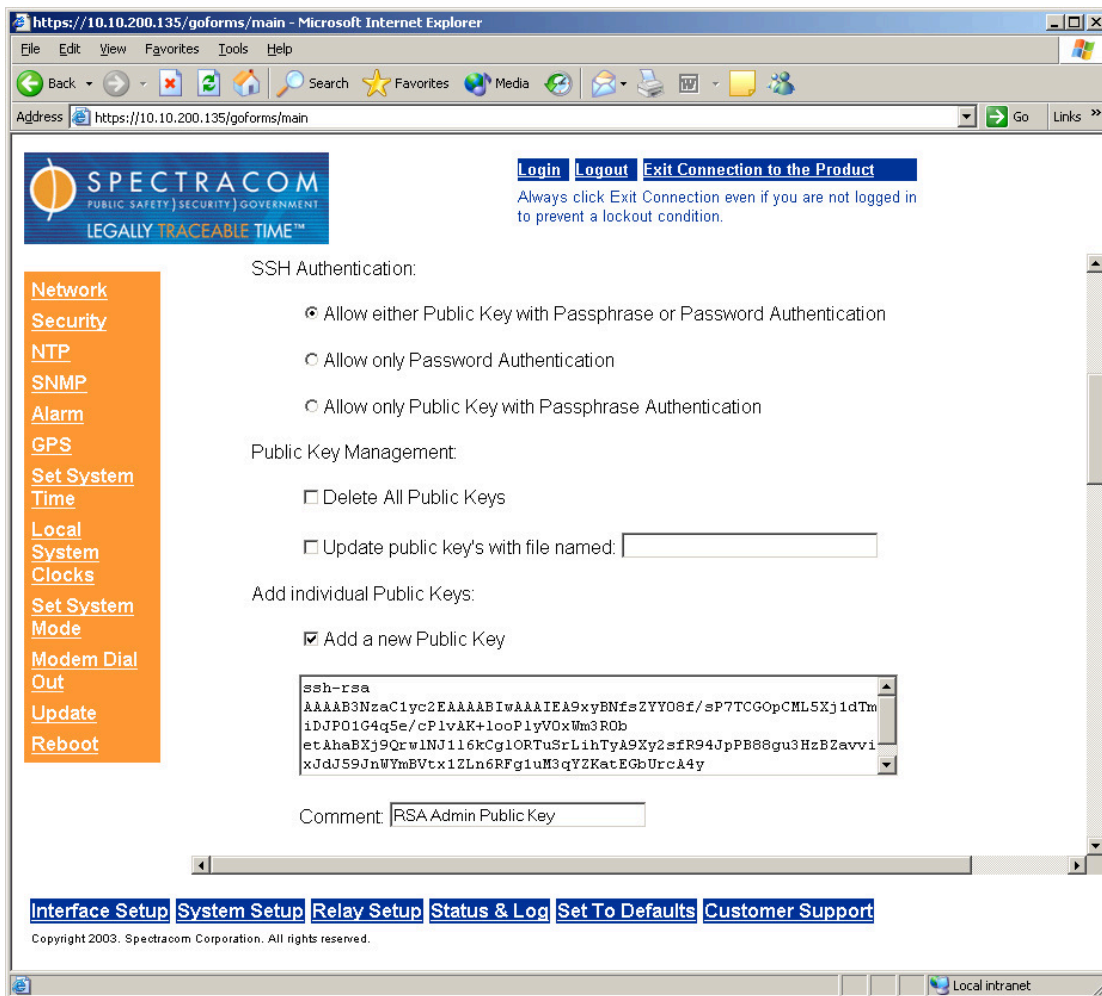 https://10.10.200.135/goforms/main - Microsoft Internet Explorer
File Edit View Favorites Tools Help
Back Search Favorites Media
Address https://10.10.200.135/goforms/main Go Links »
SPECTRACOM
PUBLIC SAFETY ) SECURITY ) GOVERNMENT
LEGALLY TRACEABLE TIME™
Login Logout Exit Connection to the Product
Always click Exit Connection even if you are not logged in
to prevent a lockout condition.
Network
Security
NTP
SNMP
Alarm
GPS
Set System
Time
Local
System
Clocks
Set System
Mode
Modem Dial
Out
Update
Reboot
SSH Authentication:
Allow either Public Key with Passphrase or Password Authentication
Allow only Password Authentication
Allow only Public Key with Passphrase Authentication
Public Key Management:
Delete All Public Keys
Update public key's with file named:
Add individual Public Keys:
Add a new Public Key
ssh-rsa
Comment: RSA Admin Public Key
Interface Setup System Setup Relay Setup Status & Log Set To Defaults Customer Support
Copyright 2003. Spectracom Corporation. All rights reserved.
Local intranet